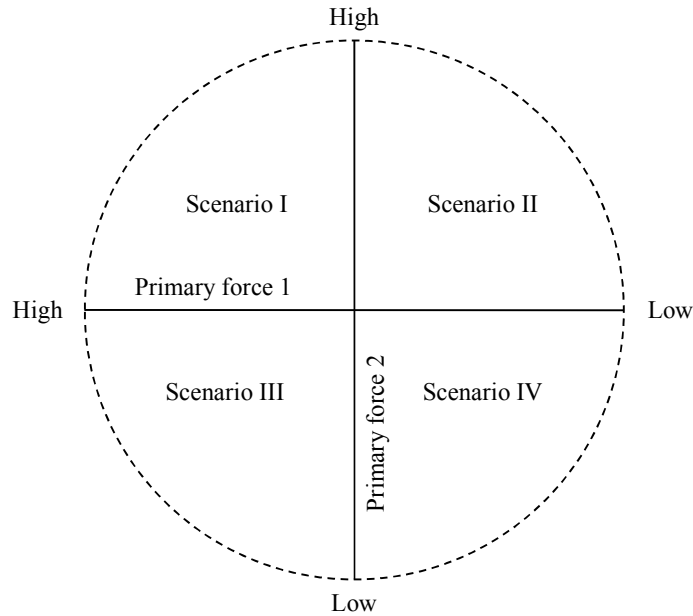 High
Scenario I
Scenario II
Primary force 1
High
Low
Scenario III
Scenario IV
Primary force 2
Low